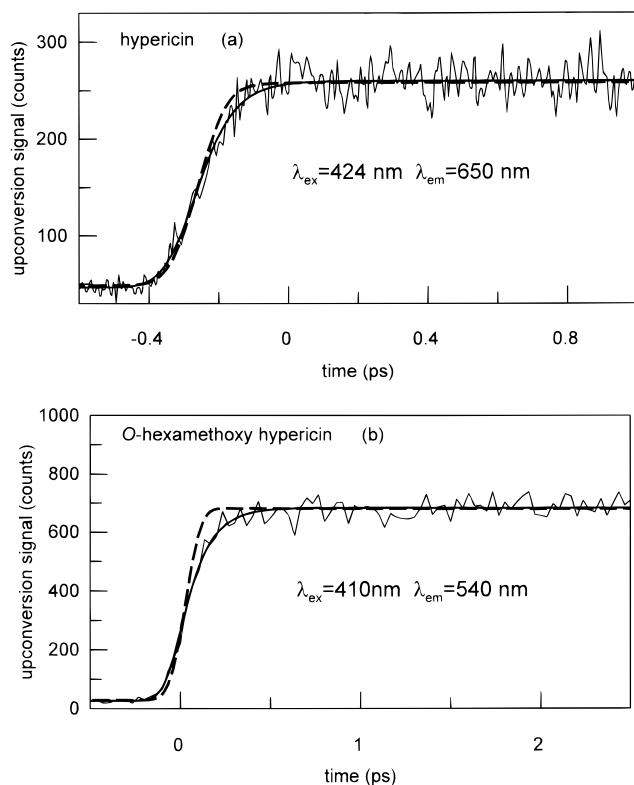 hypericin (a)
upconversion signal (counts)
300
200
100
λex=424 nm λem=650 nm
-0.4 0 0.4 0.8
time (ps)
O-hexamethoxy hypericin (b)
upconversion signal (counts)
1000
800
600
400
200
0
λex=410nm λem=540 nm
0 1 2
time (ps)